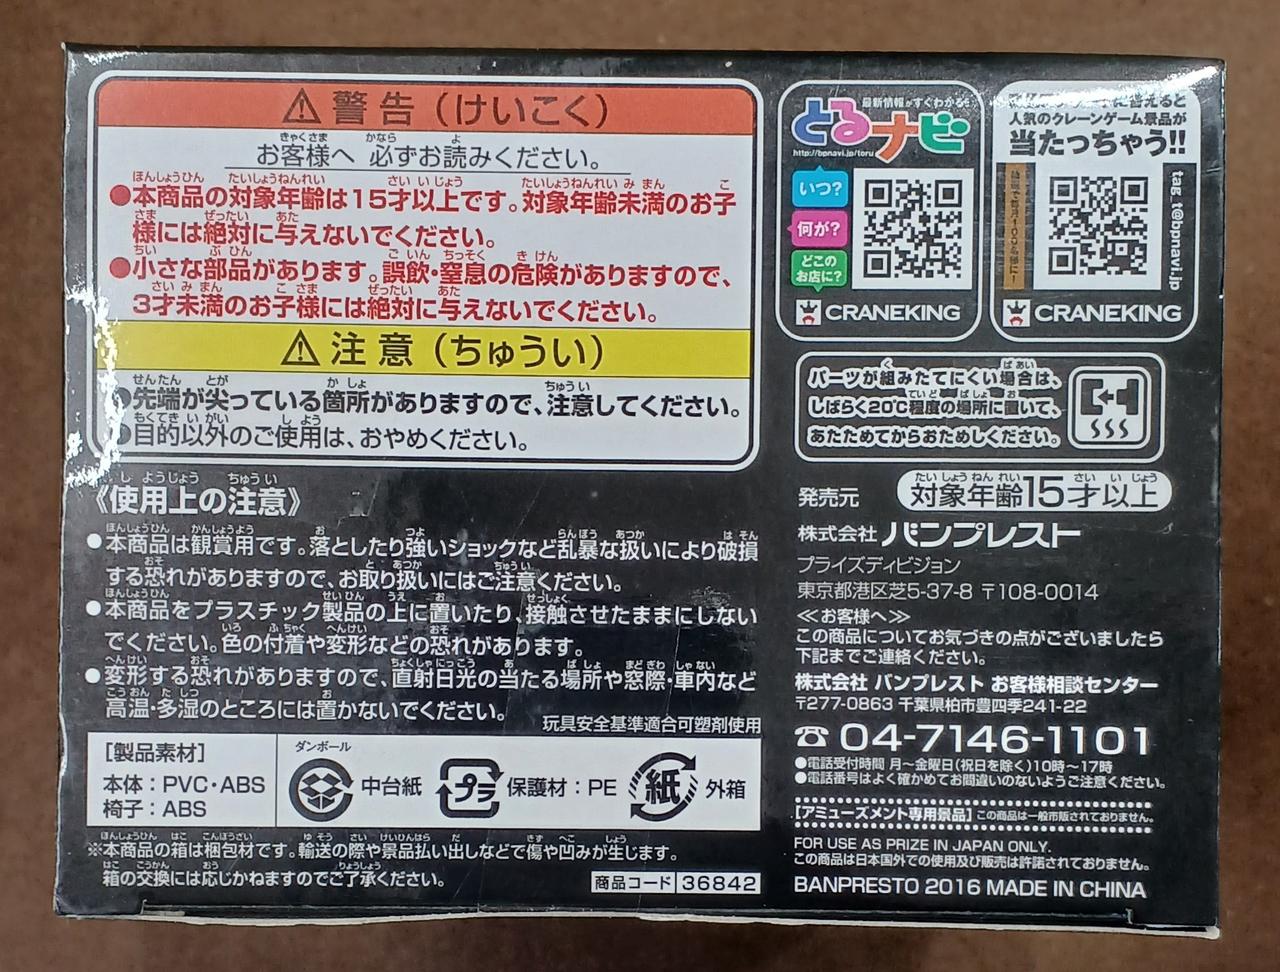 ⚠警告(けいこく)
お客様へ 必ずお読みください。
●本商品の対象年齢は15才以上です。対象年齢未満のお子
様には絶対に与えないでください。
●小さな部品があります。誤飲・窒息の危険がありますので、
3才未満のお子様には絶対に与えないでください。
⚠注意(ちゅうい)
●先端が尖っている箇所がありますので、注意してください。
●目的以外のご使用は、おやめください。
《使用上の注意》
●本商品は観賞用です。落としたり強いショックなど乱暴な扱いにより破損
する恐れがありますので、お取り扱いにはご注意ください。
●本商品をプラスチック製品の上に置いたり、接触させたままにしない
でください。色の付着や変形などの恐れがあります。
●変形する恐れがありますので、直射日光の当たる場所や窓際・車内など
高温・多湿のところには置かないでください。
玩具安全基準適合可塑剤使用
[製品素材]
本体:PVC・ABS
椅子:ABS
ダンボール
中台紙
プラ
保護材:PE
紙
外箱
※本商品の箱は梱包材です。輸送の際や景品払い出しなどで傷や凹みが生じます。
箱の交換には応じかねますのでご了承ください。
商品コード 36842
最新情報がすぐわかる!
とるナビ
http://bpnavi.jp/toru
いつ?
何が?
どこの
お店に?
CRANEKING
に答えると
人気のクレーンゲーム景品が
当たっちゃう!!
tag_t@bpnavi.jp
CRANEKING
パーツが組みたてにくい場合は、
しばらく20℃程度の場所に置いて、
あたためてからおためしください。
対象年齢15才以上
発売元
株式会社 バンプレスト
プライズディビジョン
東京都港区芝5-37-8 〒108-0014
≪お客様へ≫
この商品についてお気づきの点がございましたら
下記までご連絡ください。
株式会社 バンプレスト お客様相談センター
〒277-0863 千葉県柏市豊四季241-22
☎ 04-7146-1101
●電話受付時間 月〜金曜日(祝日を除く)10時〜17時
●電話番号はよく確かめてお間違いのないようご注意ください。
[アミューズメント専用景品] この商品は一般市販されておりません。
FOR USE AS PRIZE IN JAPAN ONLY.
この商品は日本国外での使用及び販売は許諾されておりません。
BANPRESTO 2016 MADE IN CHINA